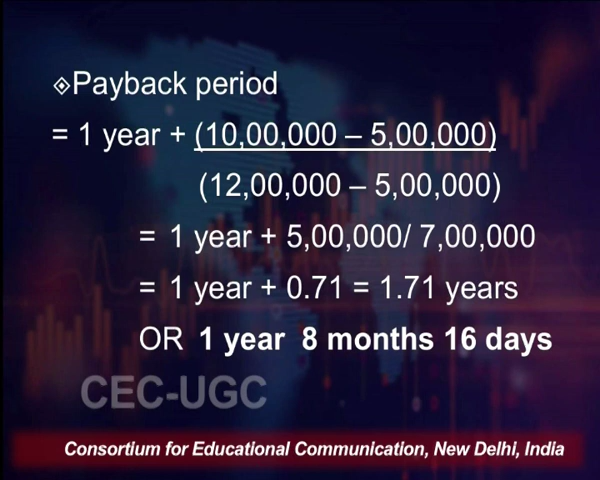 Payback period
= 1 year + (10,00,000 – 5,00,000)
(12,00,000 – 5,00,000)
= 1 year + 5,00,000/ 7,00,000
= 1 year + 0.71 = 1.71 years
OR 1 year 8 months 16 days
CEC-UGC
Consortium for Educational Communication, New Delhi, India